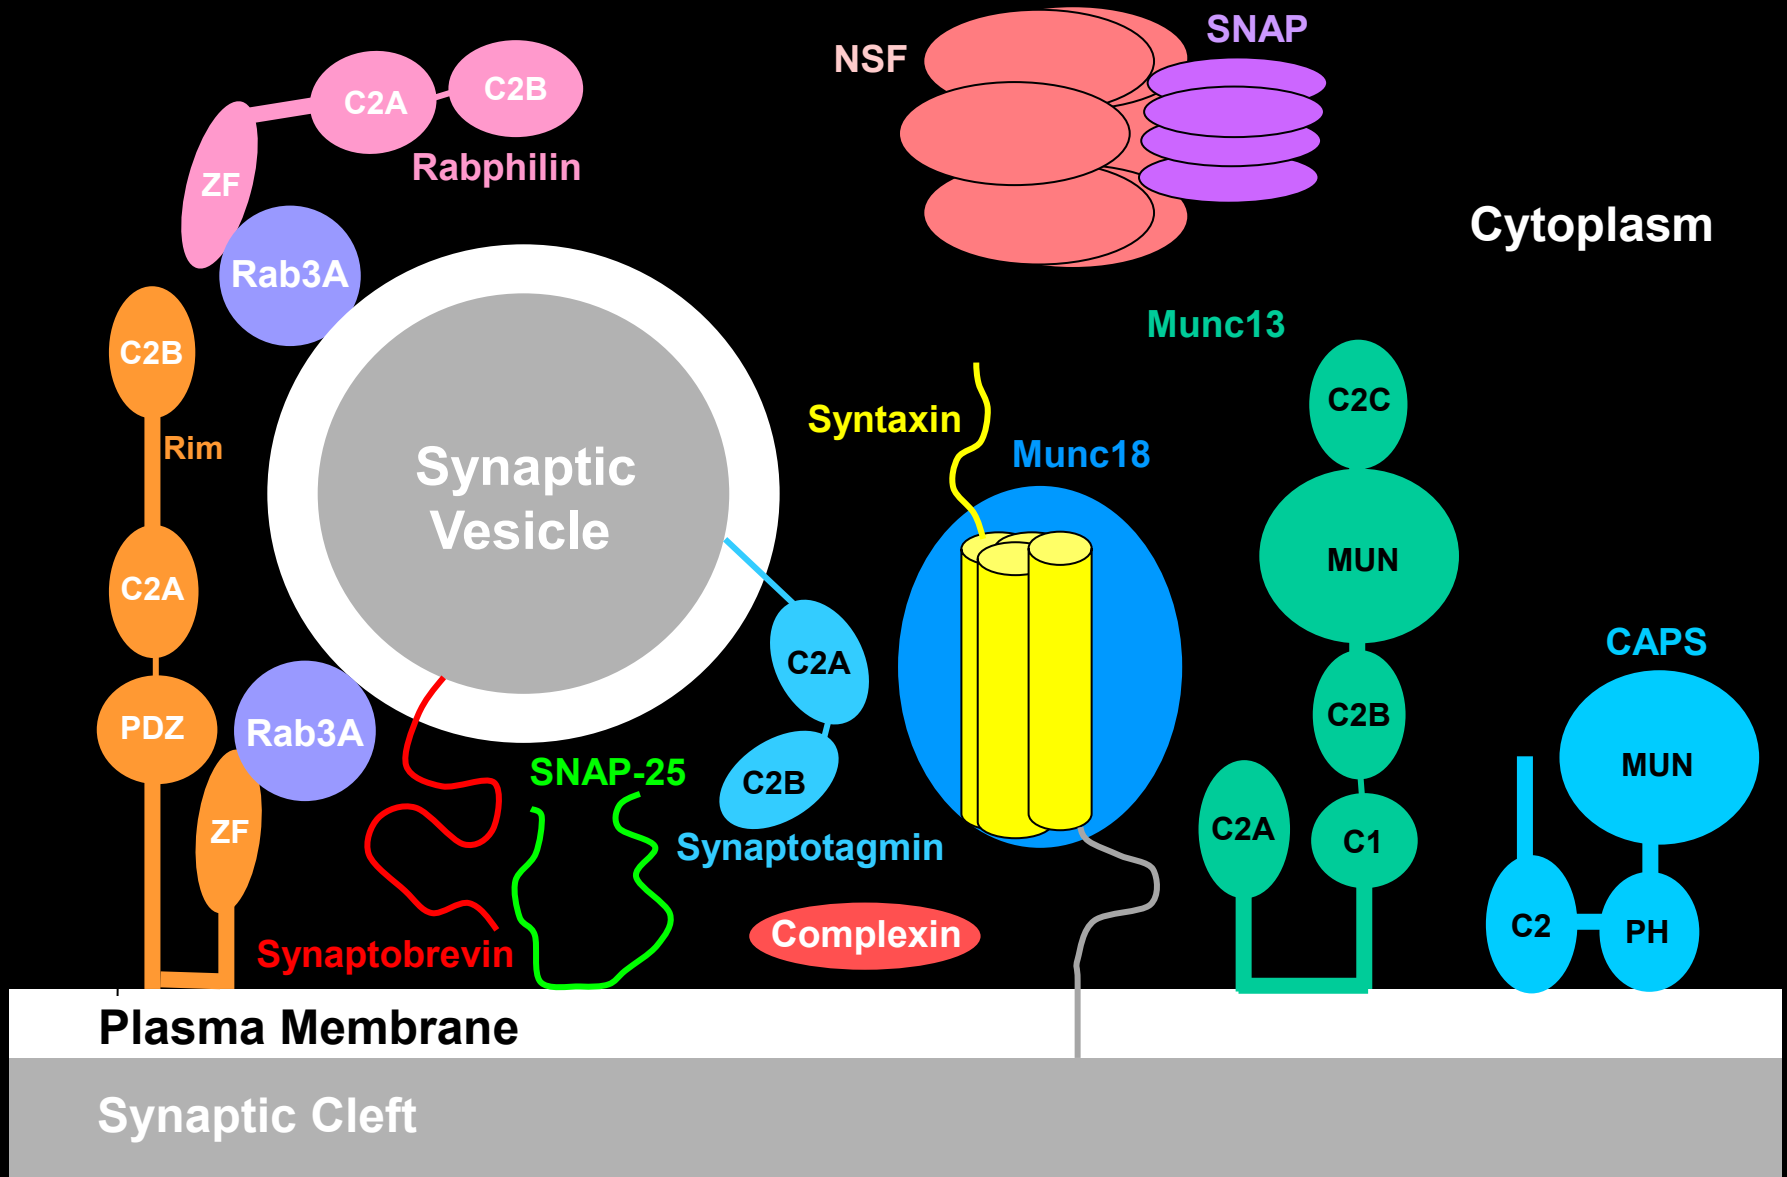 SNAP
NSF
C2A
C2B
Rabphilin
ZF
Cytoplasm
Rab3A
Munc13
C2B
C2C
Syntaxin
Rim
Munc18
Synaptic
Vesicle
MUN
C2A
CAPS
C2A
C2B
PDZ
Rab3A
MUN
SNAP-25
C2B
ZF
C2A
C1
Synaptotagmin
Synaptobrevin
Complexin
C2
PH
Plasma Membrane
Synaptic Cleft